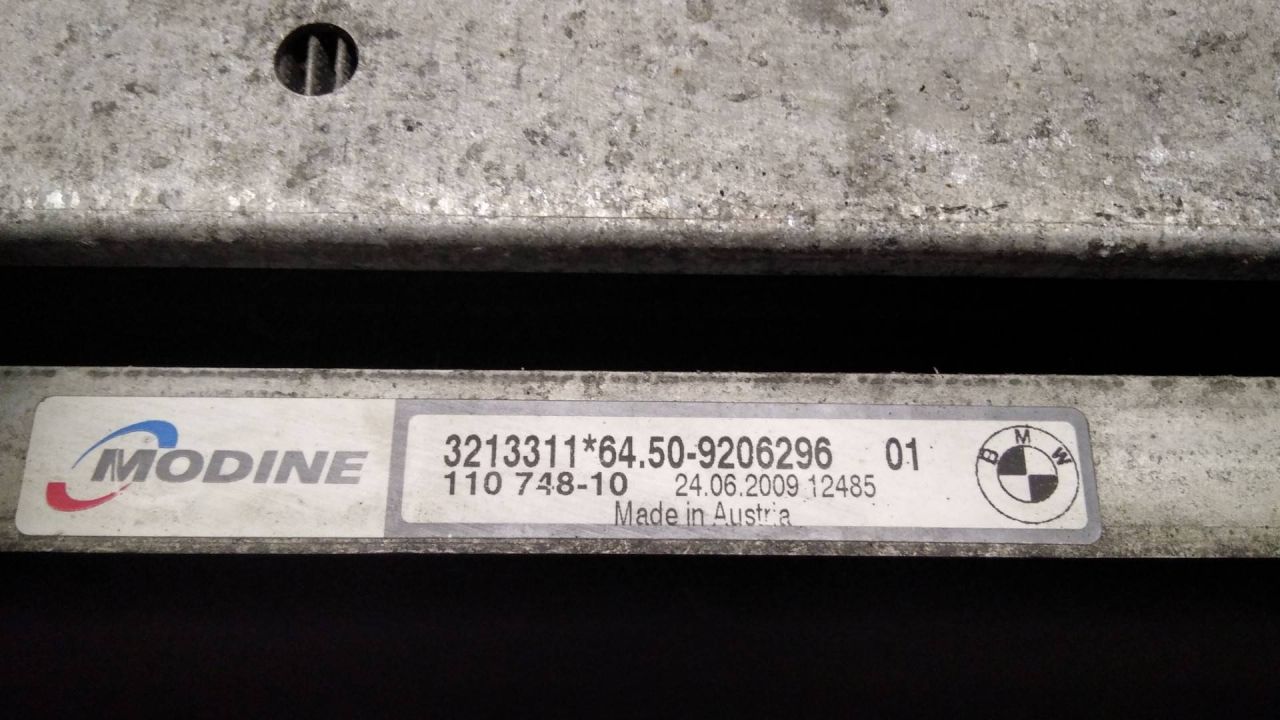 MODINE
3213311*64.50-9206296 01
110 748-10 24.06.2009 12485
Made in Austria
BMW